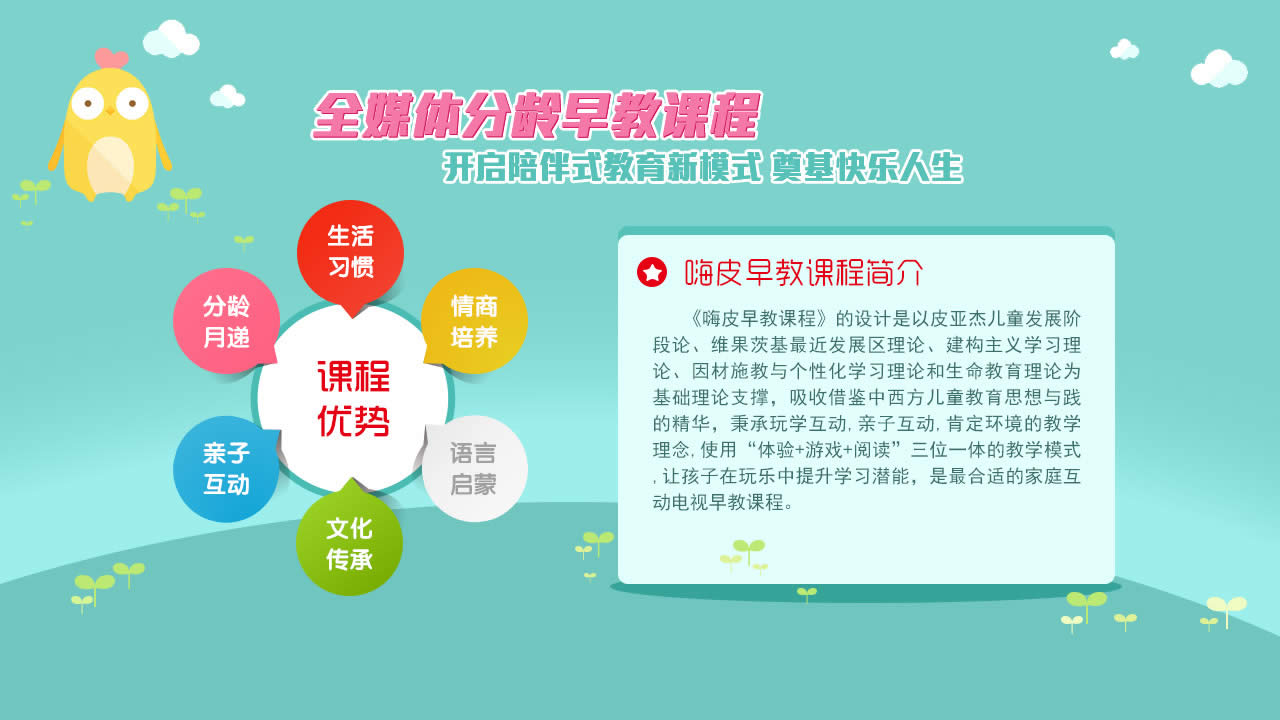 全媒体分龄早教课程
开启陪伴式教育新模式 奠基快乐人生
生活
习惯
分龄
月递
情商
培养
课程
优势
亲子
互动
语言
启蒙
文化
传承
嗨皮早教课程简介
《嗨皮早教课程》的设计是以皮亚杰儿童发展阶
段论、维果茨基最近发展区理论、建构主义学习理
论、因材施教与个性化学习理论和生命教育理论为
基础理论支撑，吸收借鉴中西方儿童教育思想与践
的精华，秉承玩学互动,亲子互动,肯定环境的教学
理念,使用“体验+游戏+阅读”三位一体的教学模式
,让孩子在玩乐中提升学习潜能，是最合适的家庭互
动电视早教课程。